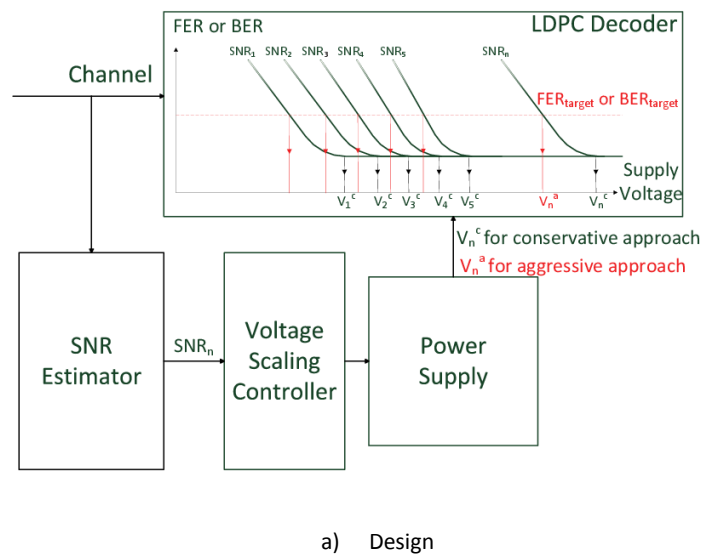 FER or BER
LDPC Decoder
SNR₁ SNR₂ SNR₃ SNR₄ SNR₅ SNRₙ
Channel
FERtarget or BERtarget
Supply
Voltage
V₁ᶜ V₂ᶜ V₃ᶜ V₄ᶜ V₅ᶜ Vₙᵃ Vₙᶜ
Vₙᶜ for conservative approach
Vₙᵃ for aggressive approach
SNR
Estimator
SNRₙ
Voltage
Scaling
Controller
Power
Supply
a) Design